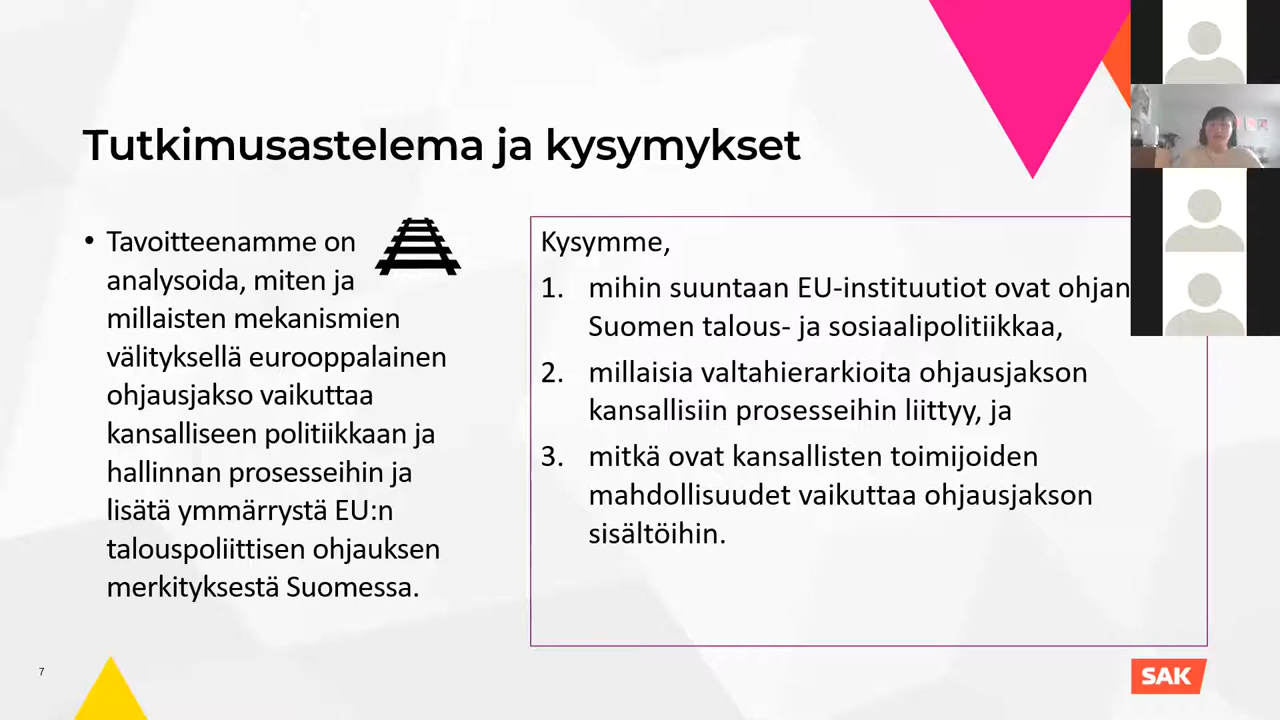 Tutkimusastelema ja kysymykset
• Tavoitteenamme on
analysoida, miten ja
millaisten mekanismien
välityksellä eurooppalainen
ohjausjakso vaikuttaa
kansalliseen politiikkaan ja
hallinnan prosesseihin ja
lisätä ymmärrystä EU:n
talouspoliittisen ohjauksen
merkityksestä Suomessa.
Kysymme,
1. mihin suuntaan EU-instituutiot ovat ohjan
Suomen talous- ja sosiaalipolitiikkaa,
2. millaisia valtahierarkioita ohjausjakson
kansallisiin prosesseihin liittyy, ja
3. mitkä ovat kansallisten toimijoiden
mahdollisuudet vaikuttaa ohjausjakson
sisältöihin.
7
SAK